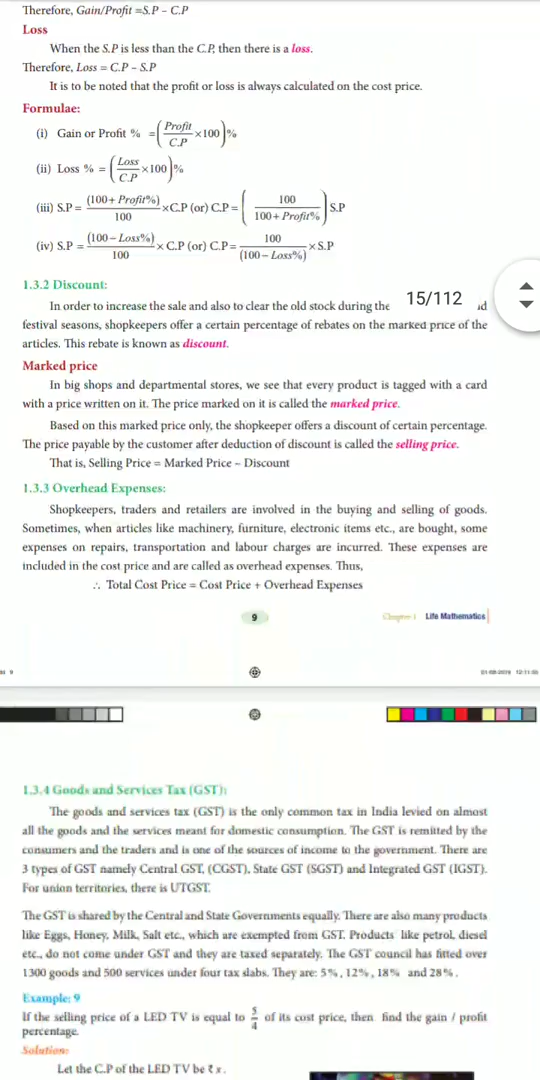 Therefore, Gain/Profit =S.P – C.P
Loss
When the S.P is less than the C.P, then there is a loss.
Therefore, Loss = C.P – S.P
It is to be noted that the profit or loss is always calculated on the cost price.
Formulae:
(i) Gain or Profit % = (Profit/C.P ×100)%
(ii) Loss % = (Loss/C.P ×100)%
(iii) S.P = (100+ Profit%)/100 ×C.P (or) C.P = (100/(100+ Profit%)) S.P
(iv) S.P = (100 – Loss%)/100 × C.P (or) C.P = 100/(100 – Loss%) ×S.P
1.3.2 Discount:
In order to increase the sale and also to clear the old stock during the 15/112
festival seasons, shopkeepers offer a certain percentage of rebates on the marked price of the
articles. This rebate is known as discount.
Marked price
In big shops and departmental stores, we see that every product is tagged with a card
with a price written on it. The price marked on it is called the marked price.
Based on this marked price only, the shopkeeper offers a discount of certain percentage.
The price payable by the customer after deduction of discount is called the selling price.
That is, Selling Price = Marked Price – Discount
1.3.3 Overhead Expenses:
Shopkeepers, traders and retailers are involved in the buying and selling of goods.
Sometimes, when articles like machinery, furniture, electronic items etc., are bought, some
expenses on repairs, transportation and labour charges are incurred. These expenses are
included in the cost price and are called as overhead expenses. Thus,
∴ Total Cost Price = Cost Price + Overhead Expenses
9 Chapter 1 Life Mathematics
1.3.4 Goods and Services Tax (GST):
The goods and services tax (GST) is the only common tax in India levied on almost
all the goods and the services meant for domestic consumption. The GST is remitted by the
consumers and the traders and is one of the sources of income to the government. There are
3 types of GST namely Central GST, (CGST), State GST (SGST) and Integrated GST (IGST).
For union territories, there is UTGST.
The GST is shared by the Central and State Governments equally. There are also many products
like Eggs, Honey, Milk, Salt etc., which are exempted from GST. Products like petrol, diesel
etc., do not come under GST and they are taxed separately. The GST council has fitted over
1300 goods and 500 services under four tax slabs. They are: 5%, 12%, 18% and 28%.
Example: 9
If the selling price of a LED TV is equal to 5/4 of its cost price, then find the gain / profit
percentage.
Solution:
Let the C.P of the LED TV be ₹ x.